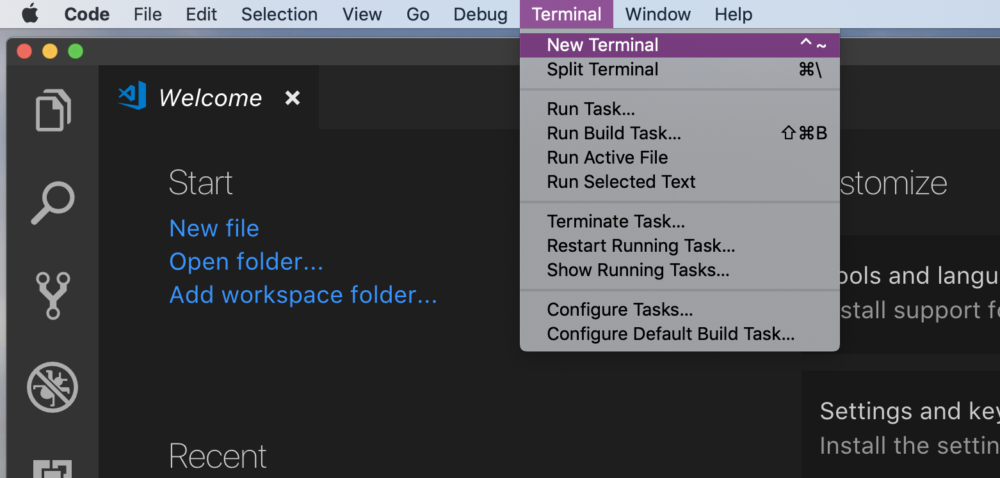 Code File Edit Selection View Go Debug Terminal Window Help
New Terminal ^~
Split Terminal ⌘\
Run Task...
Run Build Task... ⇧⌘B
Run Active File
Run Selected Text
Terminate Task...
Restart Running Task...
Show Running Tasks...
Configure Tasks...
Configure Default Build Task...
Welcome
Start
New file
Open folder...
Add workspace folder...
Recent
stomize
ools and langu
stall support fo
Settings and key
Install the settin